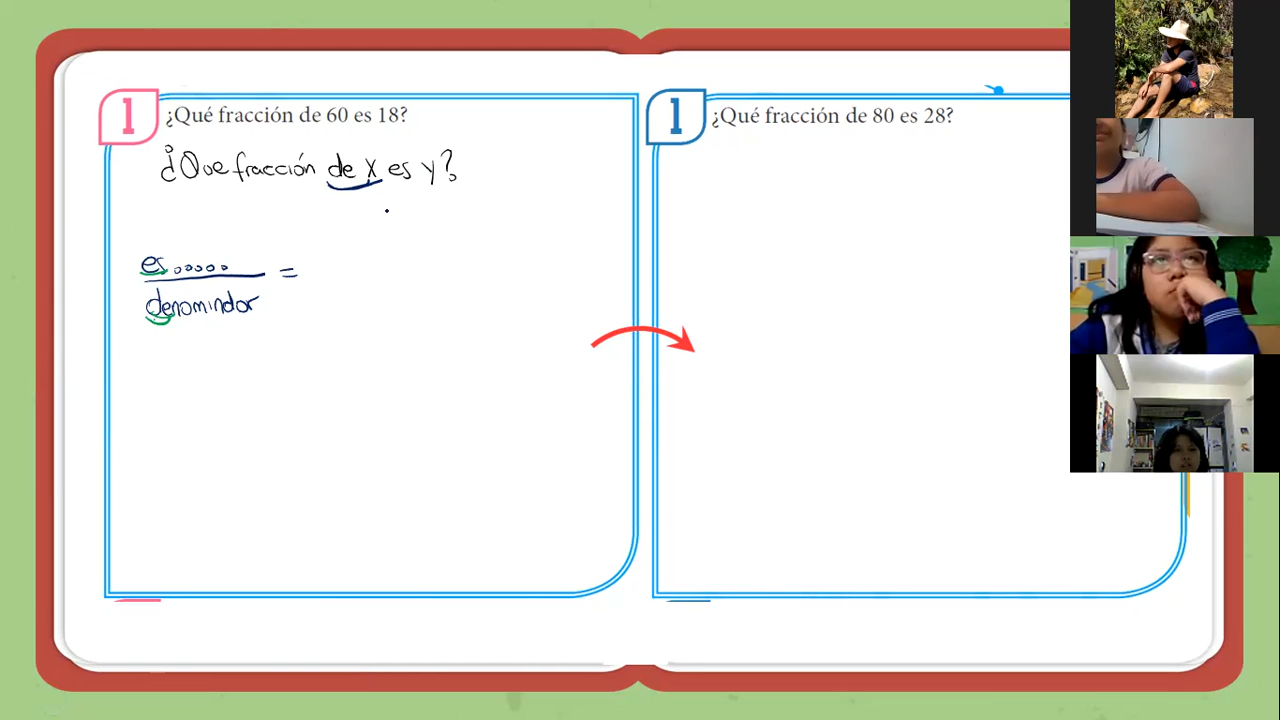 1 ¿Qué fracción de 60 es 18?
¿Que fracción de x es y?
es..... =
denomindor
1 ¿Qué fracción de 80 es 28?